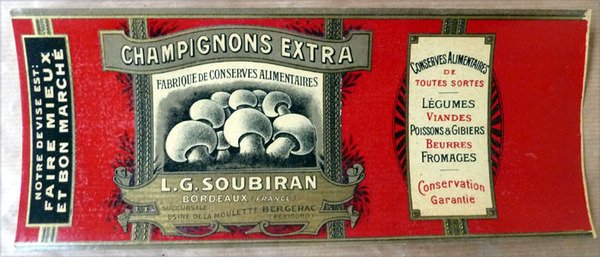 NOTRE DEVISE EST:
FAIRE MIEUX
ET BON MARCHÉ
CHAMPIGNONS EXTRA
FABRIQUE DE CONSERVES ALIMENTAIRES
L.G. SOUBIRAN
BORDEAUX (FRANCE)
SUCCURSALE
USINE DE LA MOULETTE BERGERAC
PÉRIGORD
CONSERVES ALIMENTAIRES
DE
TOUTES SORTES
LÉGUMES
VIANDES
POISSONS & GIBIERS
BEURRES
FROMAGES
Conservation
Garantie